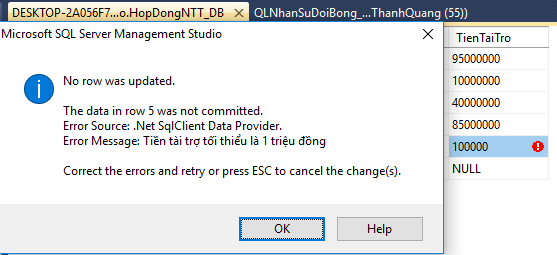 DESKTOP-2A056F7...o.HopDongNTT_DB
QLNhanSuDoiBong_...ThanhQuang (55))
Microsoft SQL Server Management Studio
No row was updated.
The data in row 5 was not committed.
Error Source: .Net SqlClient Data Provider.
Error Message: Tiền tài trợ tối thiểu là 1 triệu đồng
Correct the errors and retry or press ESC to cancel the change(s).
OK
Help
TienTaiTro
95000000
10000000
40000000
85000000
100000
NULL